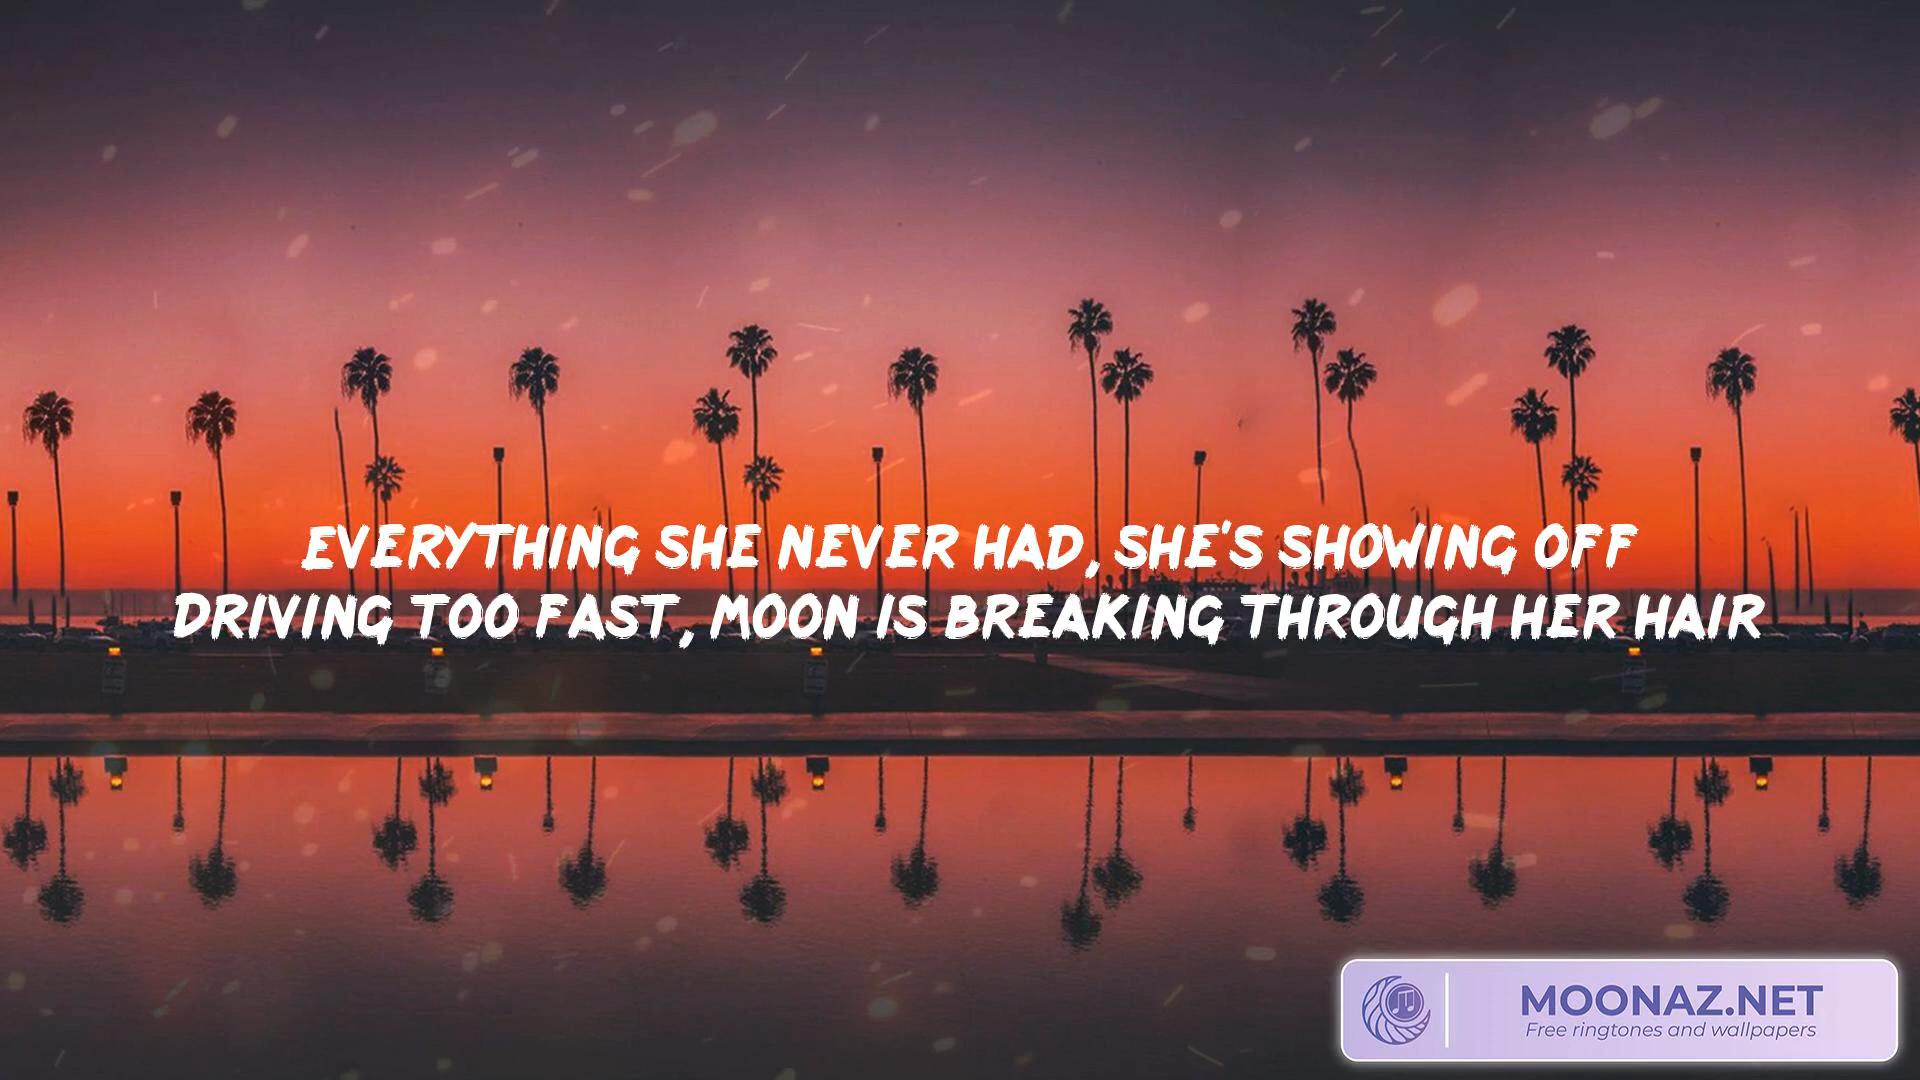 EVERYTHING SHE NEVER HAD, SHE'S SHOWING OFF
DRIVING TOO FAST, MOON IS BREAKING THROUGH HER HAIR
MOONAZ.NET
Free ringtones and wallpapers